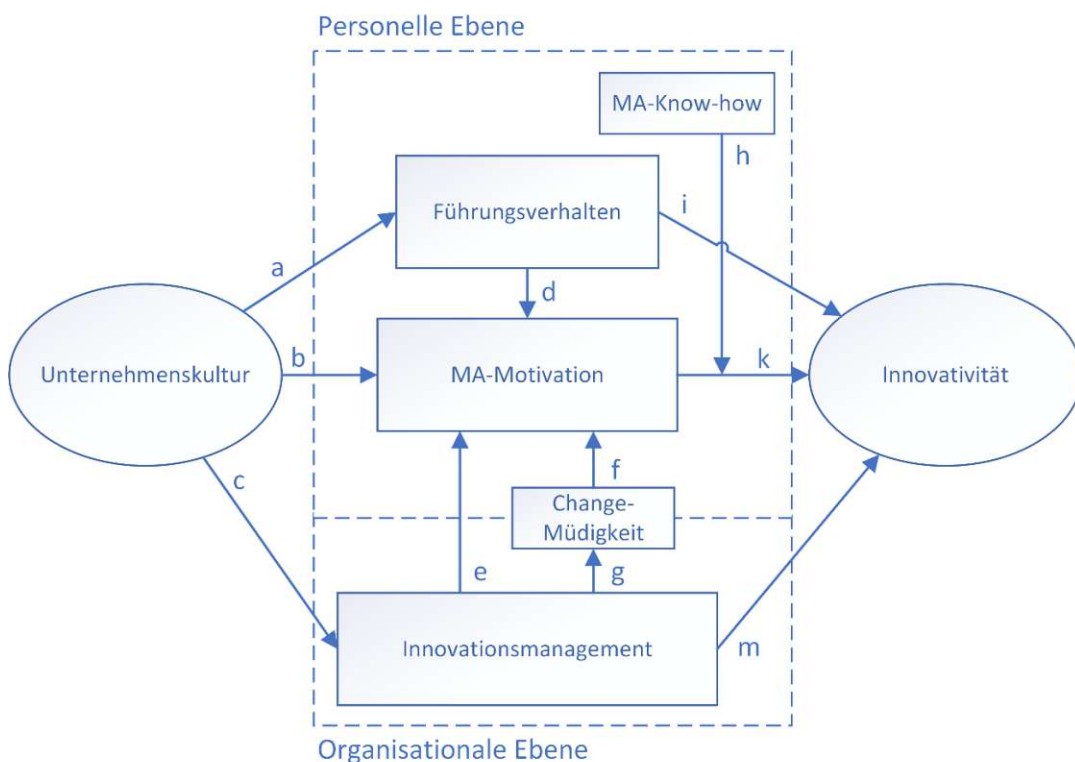 Personelle Ebene
MA-Know-how
h
Führungsverhalten
i
a
d
Unternehmenskultur
b
MA-Motivation
k
Innovativität
c
f
Change-
Müdigkeit
e
g
Innovationsmanagement
m
Organisationale Ebene